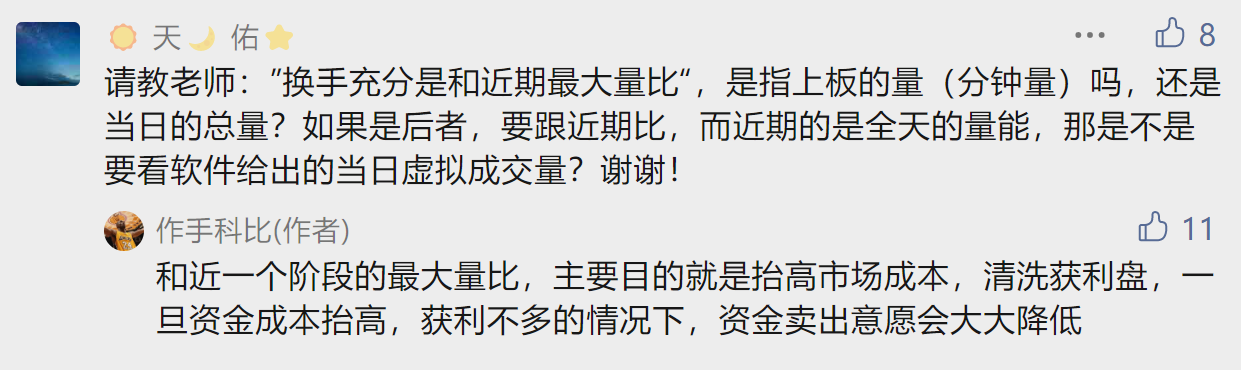 天 佑
8
请教老师：”换手充分是和近期最大量比“，是指上板的量（分钟量）吗，还是
当日的总量？如果是后者，要跟近期比，而近期的是全天的量能，那是不是
要看软件给出的当日虚拟成交量？谢谢！
作手科比(作者)
11
和近一个阶段的最大量比，主要目的就是抬高市场成本，清洗获利盘，一
旦资金成本抬高，获利不多的情况下，资金卖出意愿会大大降低